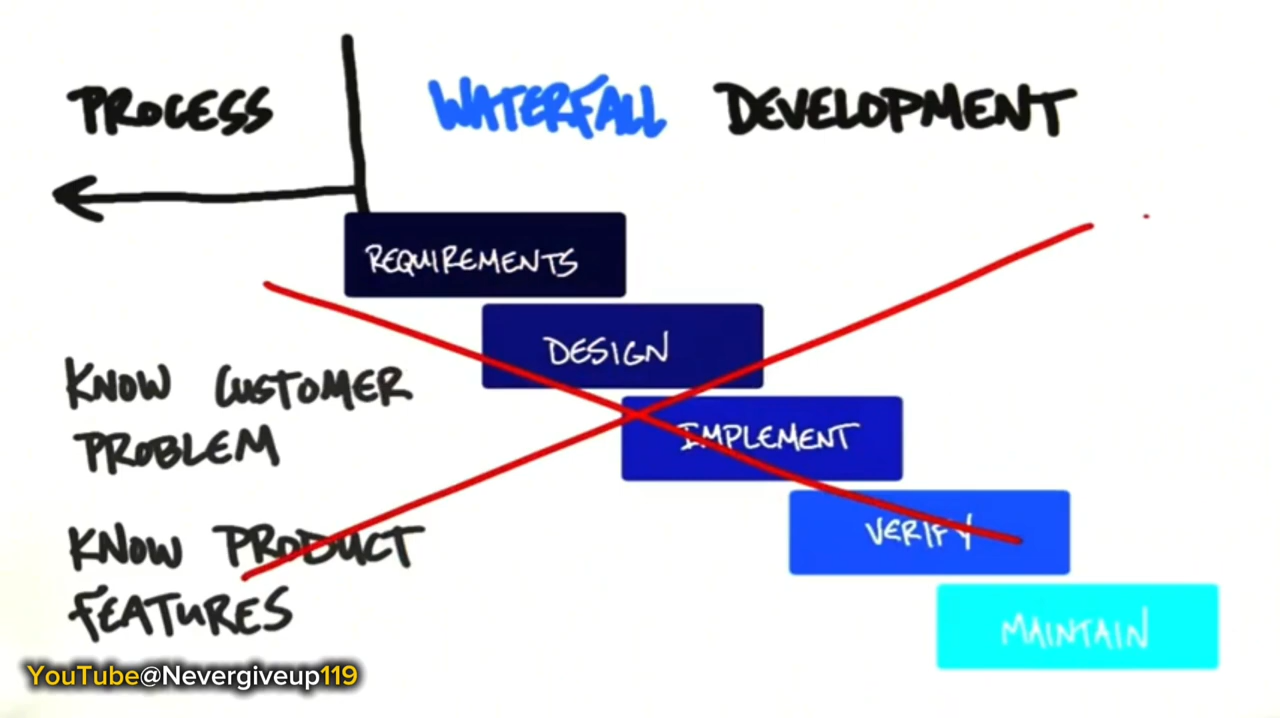 PROCESS
WATERFALL DEVELOPMENT
REQUIREMENTS
DESIGN
KNOW CUSTOMER
PROBLEM
IMPLEMENT
KNOW PRODUCT
FEATURES
VERIFY
MAINTAIN
YouTube@Nevergiveup119